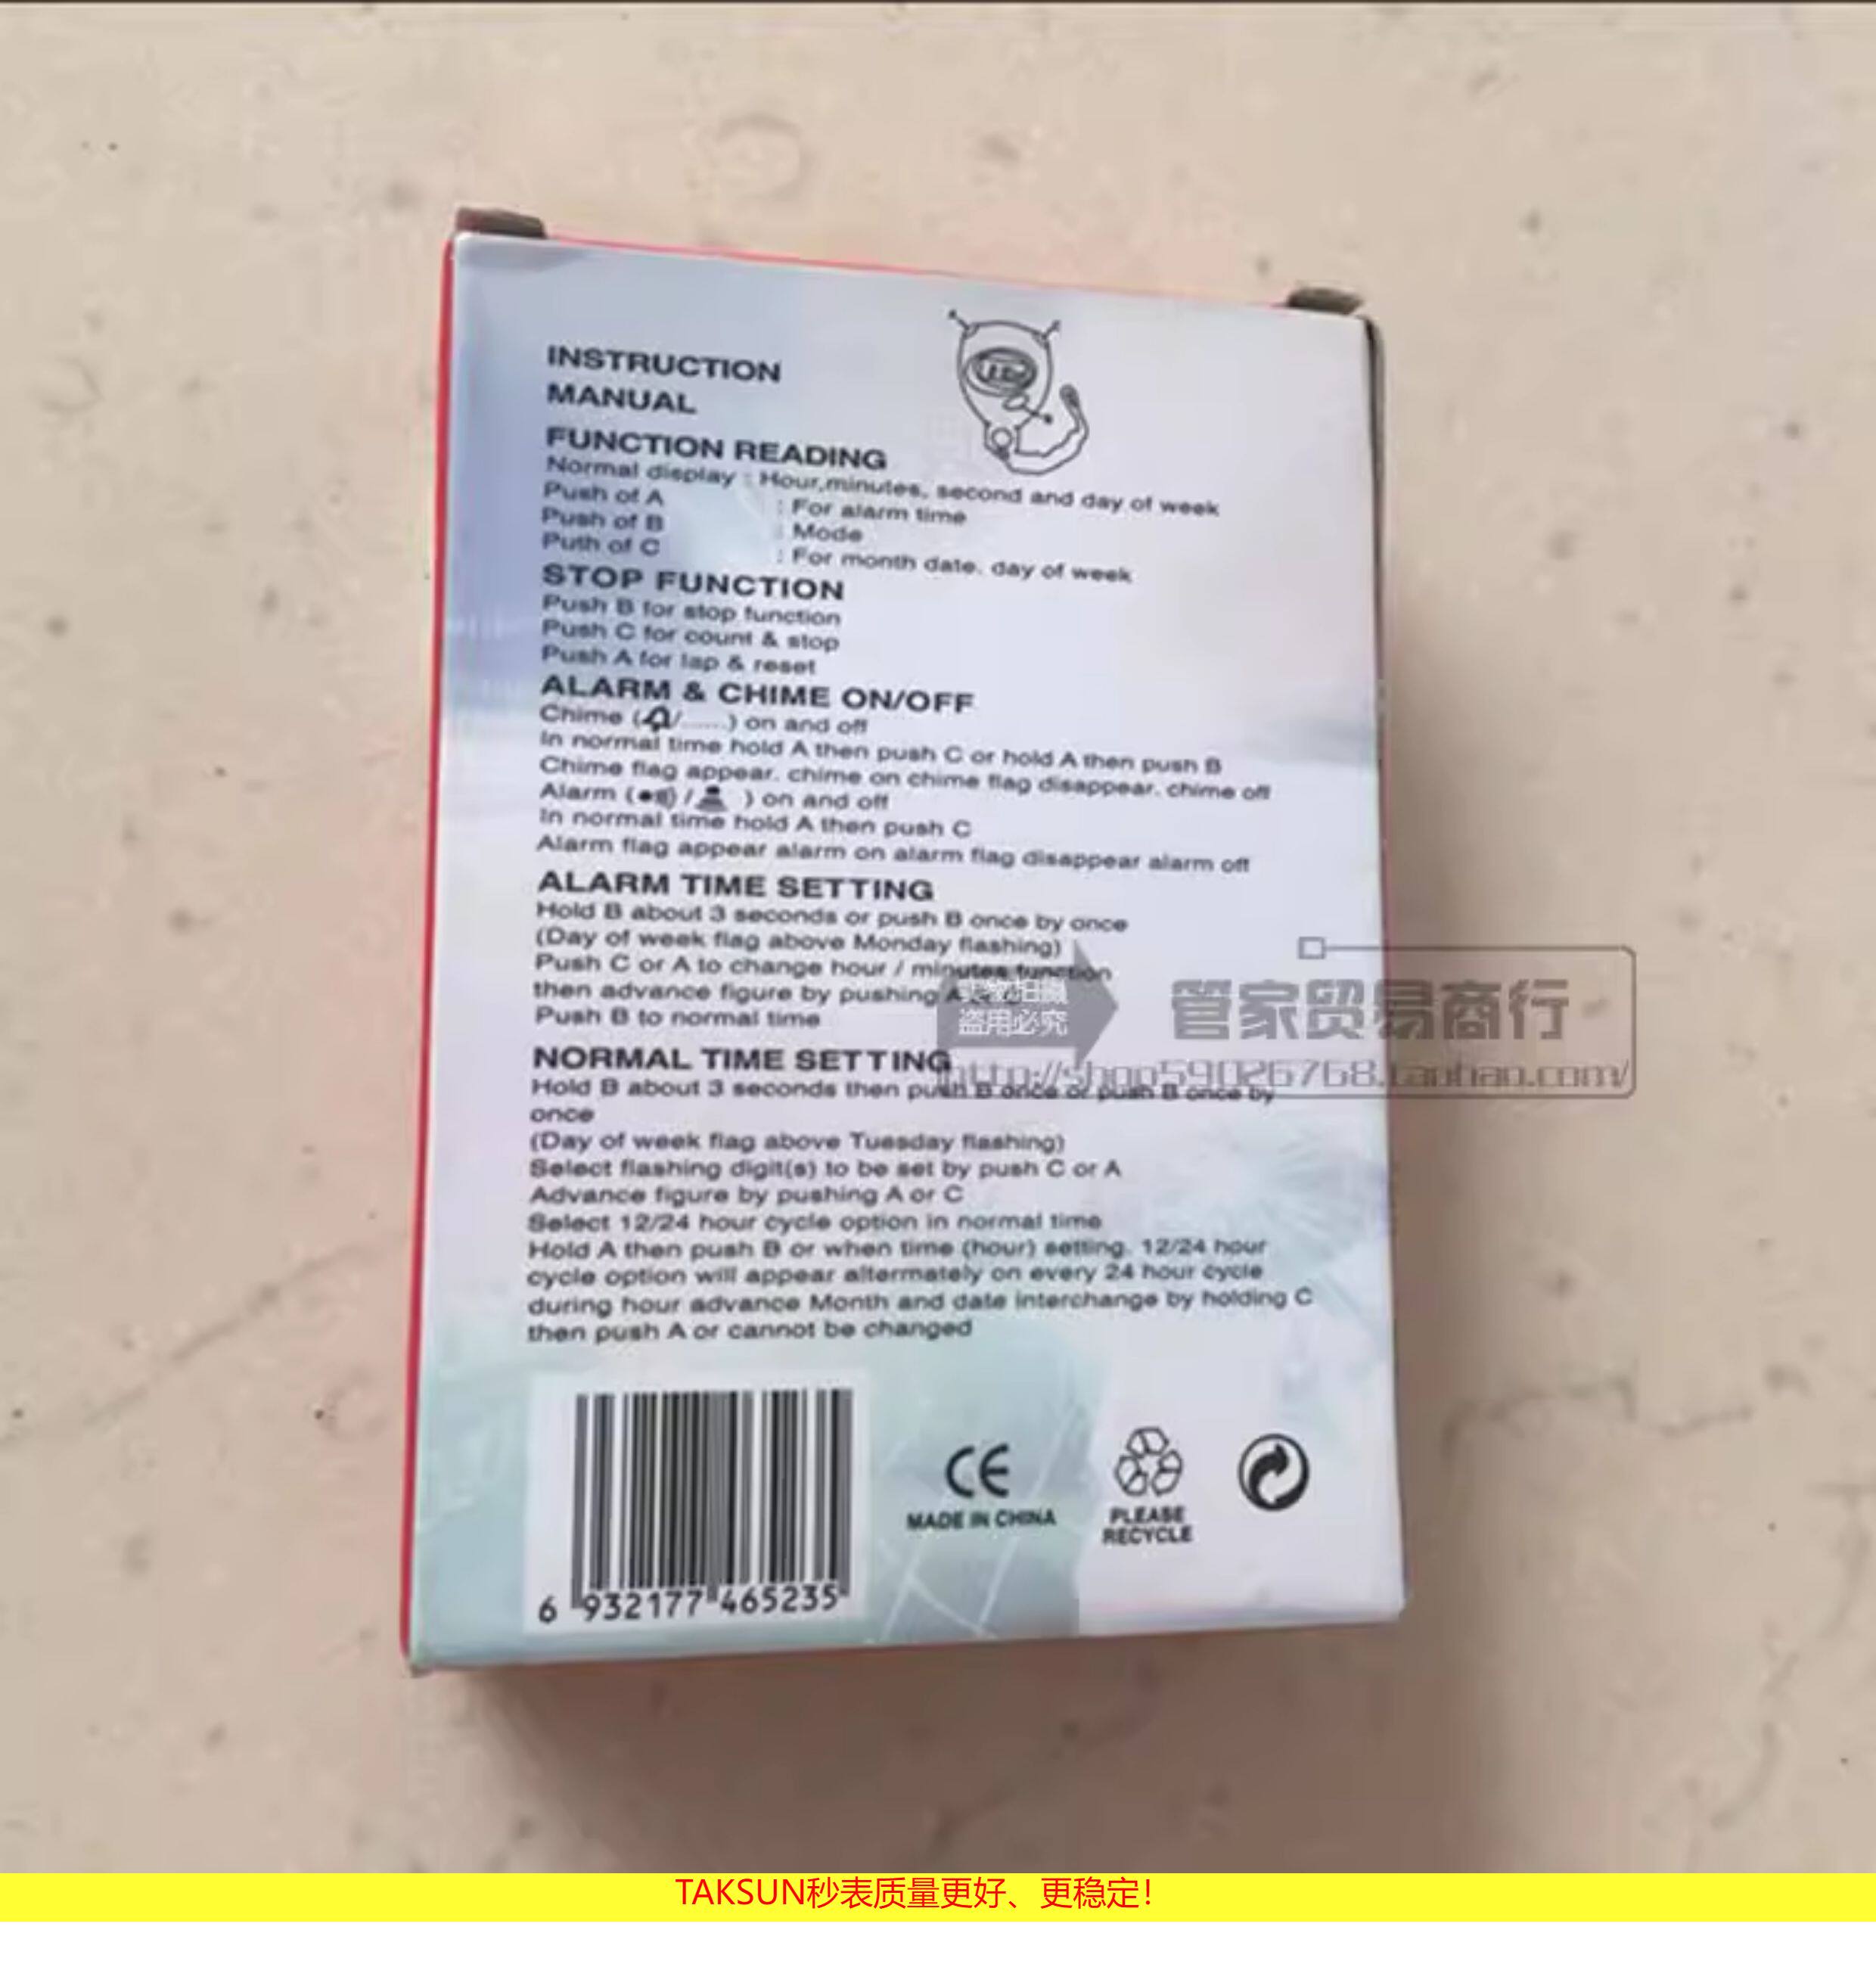 INSTRUCTION
MANUAL
FUNCTION READING
Normal display : Hour,minutes, second and day of week
Push of A : For alarm time
Push of B : Mode
Puth of C : For month date. day of week
STOP FUNCTION
Push B for stop function
Push C for count & stop
Push A for lap & reset
ALARM & CHIME ON/OFF
Chime ( /......) on and off
In normal time hold A then push C or hold A then push B
Chime flag appear. chime on chime flag disappear. chime off
Alarm ( / ) on and off
In normal time hold A then push C
Alarm flag appear alarm on alarm flag disappear alarm off
ALARM TIME SETTING
Hold B about 3 seconds or push B once by once
(Day of week flag above Monday flashing)
Push C or A to change hour / minutes function
then advance figure by pushing A
Push B to normal time
实物拍摄
盗用必究
管家贸易商行
http://shop59026768.taobao.com/
NORMAL TIME SETTING
Hold B about 3 seconds then push B once or push B once by
once
(Day of week flag above Tuesday flashing)
Select flashing digit(s) to be set by push C or A
Advance figure by pushing A or C
Select 12/24 hour cycle option in normal time
Hold A then push B or when time (hour) setting. 12/24 hour
cycle option will appear altermately on every 24 hour cycle
during hour advance Month and date interchange by holding C
then push A or cannot be changed
6 932177 465235
CE
MADE IN CHINA
PLEASE
RECYCLE
TAKSUN秒表质量更好、更稳定!